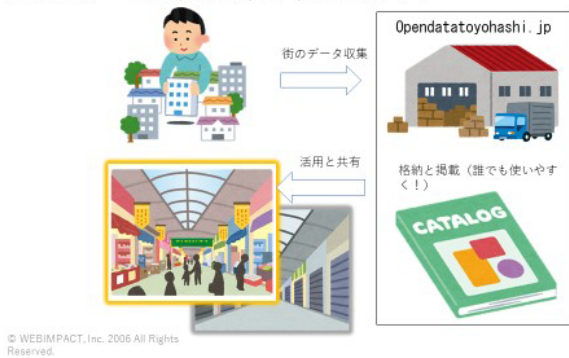 Opendatatoyohashi.jp
街のデータ収集
活用と共有
格納と掲載（誰でも使いやす
く！）
CATALOG
© WEBIMPACT, Inc. 2006 All Rights
Reserved.